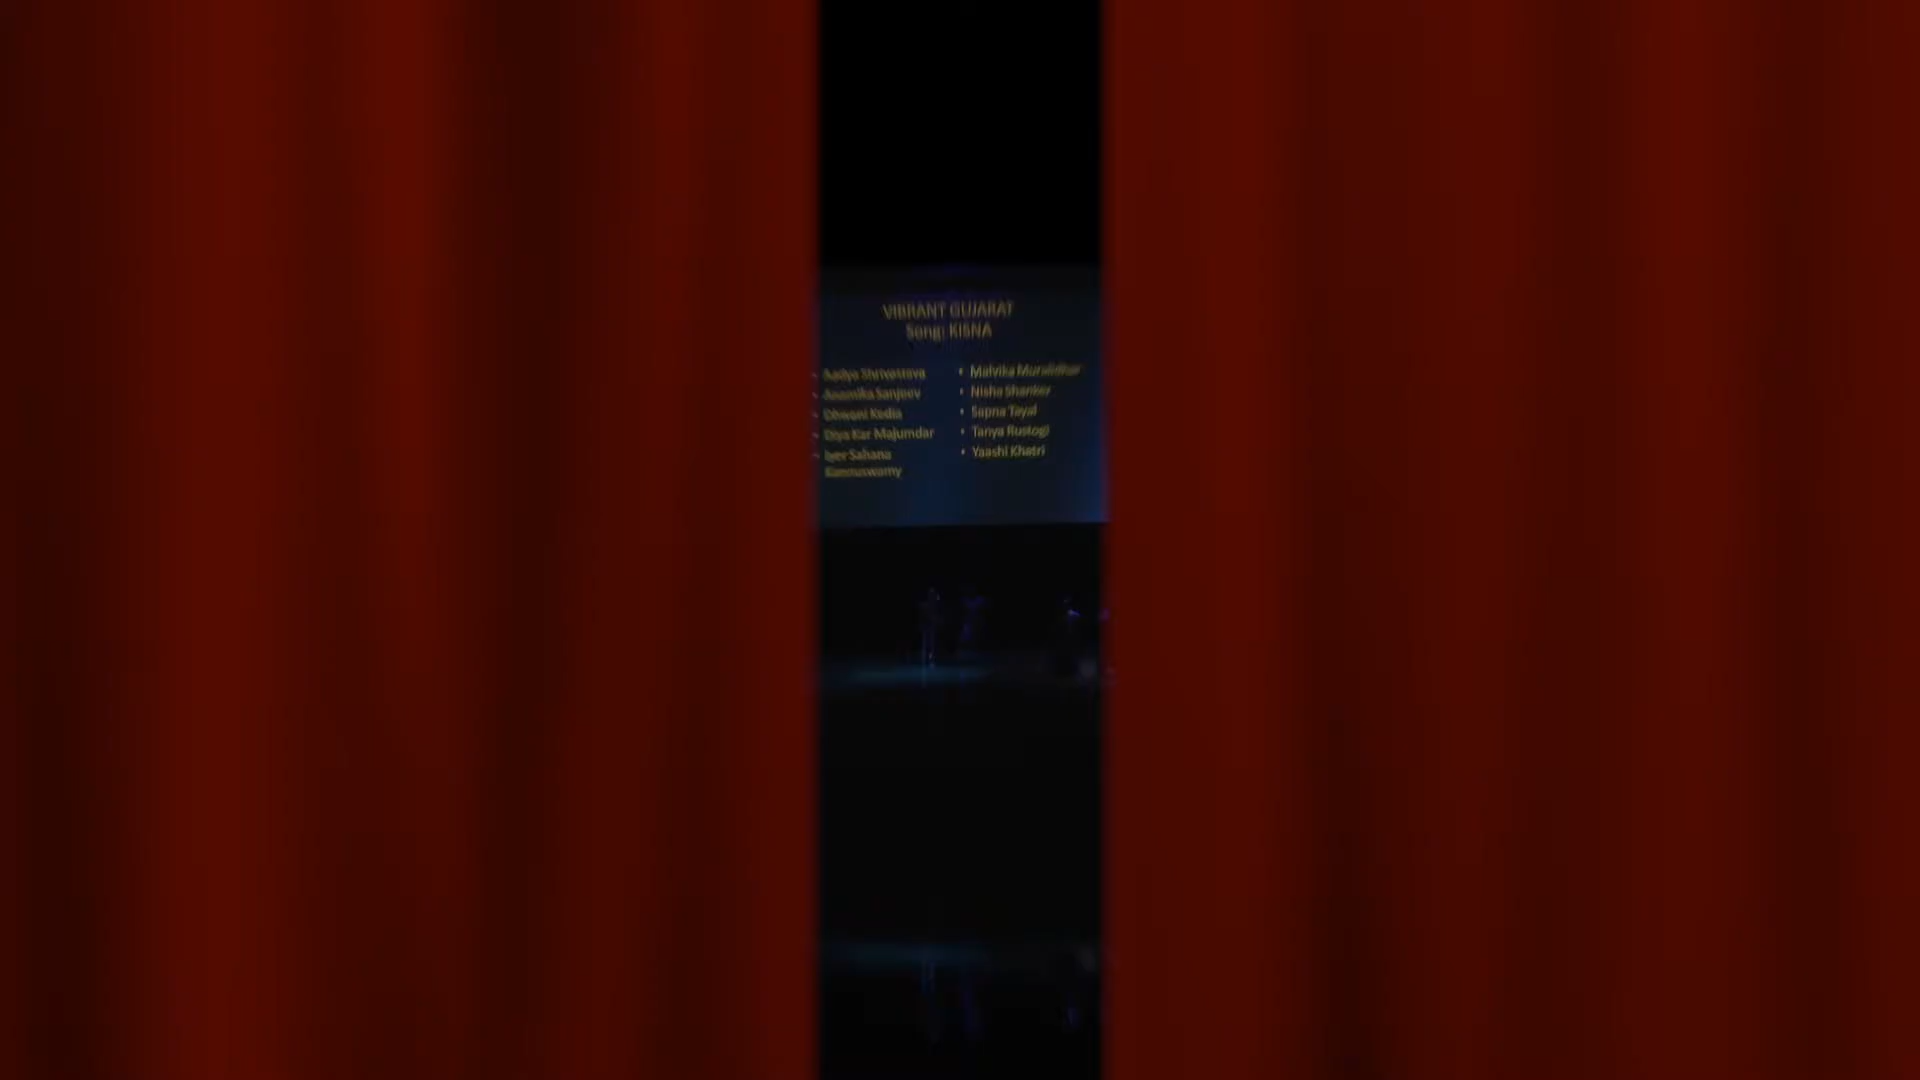 VIBRANT GUJARAT
Song: KISNA
• Aadya Shrivastava
• Anamika Sanjeev
• Dhwani Kedia
• Diya Kar Majumdar
• Iyer Sahana
• Malvika Muralidhar
• Nisha Shanker
• Sapna Tayal
• Tanya Rustogi
• Yaashi Khatri